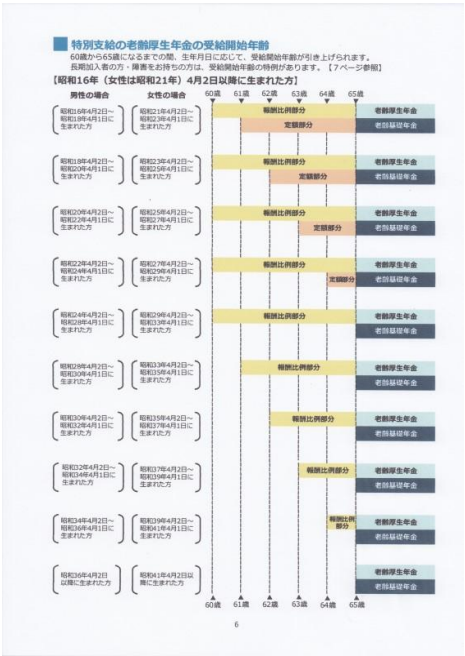 特別支給の老齢厚生年金の受給開始年齢
60歳から65歳になるまでの間、生年月日に応じて、受給開始年齢が引き上げられます。
長期加入者の方・障害をお持ちの方は、受給開始年齢の特例があります。【7ページ参照】
【昭和16年（女性は昭和21年）4月2日以降に生まれた方】
男性の場合 女性の場合 60歳 61歳 62歳 63歳 64歳 65歳
昭和16年4月2日～ 昭和21年4月2日～ 報酬比例部分 老齢厚生年金
昭和18年4月1日に 昭和23年4月1日に 定額部分 老齢基礎年金
生まれた方 生まれた方
昭和18年4月2日～ 昭和23年4月2日～ 報酬比例部分 老齢厚生年金
昭和20年4月1日に 昭和25年4月1日に 定額部分 老齢基礎年金
生まれた方 生まれた方
昭和20年4月2日～ 昭和25年4月2日～ 報酬比例部分 老齢厚生年金
昭和22年4月1日に 昭和27年4月1日に 定額部分 老齢基礎年金
生まれた方 生まれた方
昭和22年4月2日～ 昭和27年4月2日～ 報酬比例部分 老齢厚生年金
昭和24年4月1日に 昭和29年4月1日に 定額部分 老齢基礎年金
生まれた方 生まれた方
昭和24年4月2日～ 昭和29年4月2日～ 報酬比例部分 老齢厚生年金
昭和28年4月1日に 昭和33年4月1日に 老齢基礎年金
生まれた方 生まれた方
昭和28年4月2日～ 昭和33年4月2日～ 報酬比例部分 老齢厚生年金
昭和30年4月1日に 昭和35年4月1日に 老齢基礎年金
生まれた方 生まれた方
昭和30年4月2日～ 昭和35年4月2日～ 報酬比例部分 老齢厚生年金
昭和32年4月1日に 昭和37年4月1日に 老齢基礎年金
生まれた方 生まれた方
昭和32年4月2日～ 昭和37年4月2日～ 報酬比例部分 老齢厚生年金
昭和34年4月1日に 昭和39年4月1日に 老齢基礎年金
生まれた方 生まれた方
昭和34年4月2日～ 昭和39年4月2日～ 報酬比例 老齢厚生年金
昭和36年4月1日に 昭和41年4月1日に 部分 老齢基礎年金
生まれた方 生まれた方
昭和36年4月2日 昭和41年4月2日以 老齢厚生年金
以降に生まれた方 降に生まれた方 老齢基礎年金
60歳 61歳 62歳 63歳 64歳 65歳
6